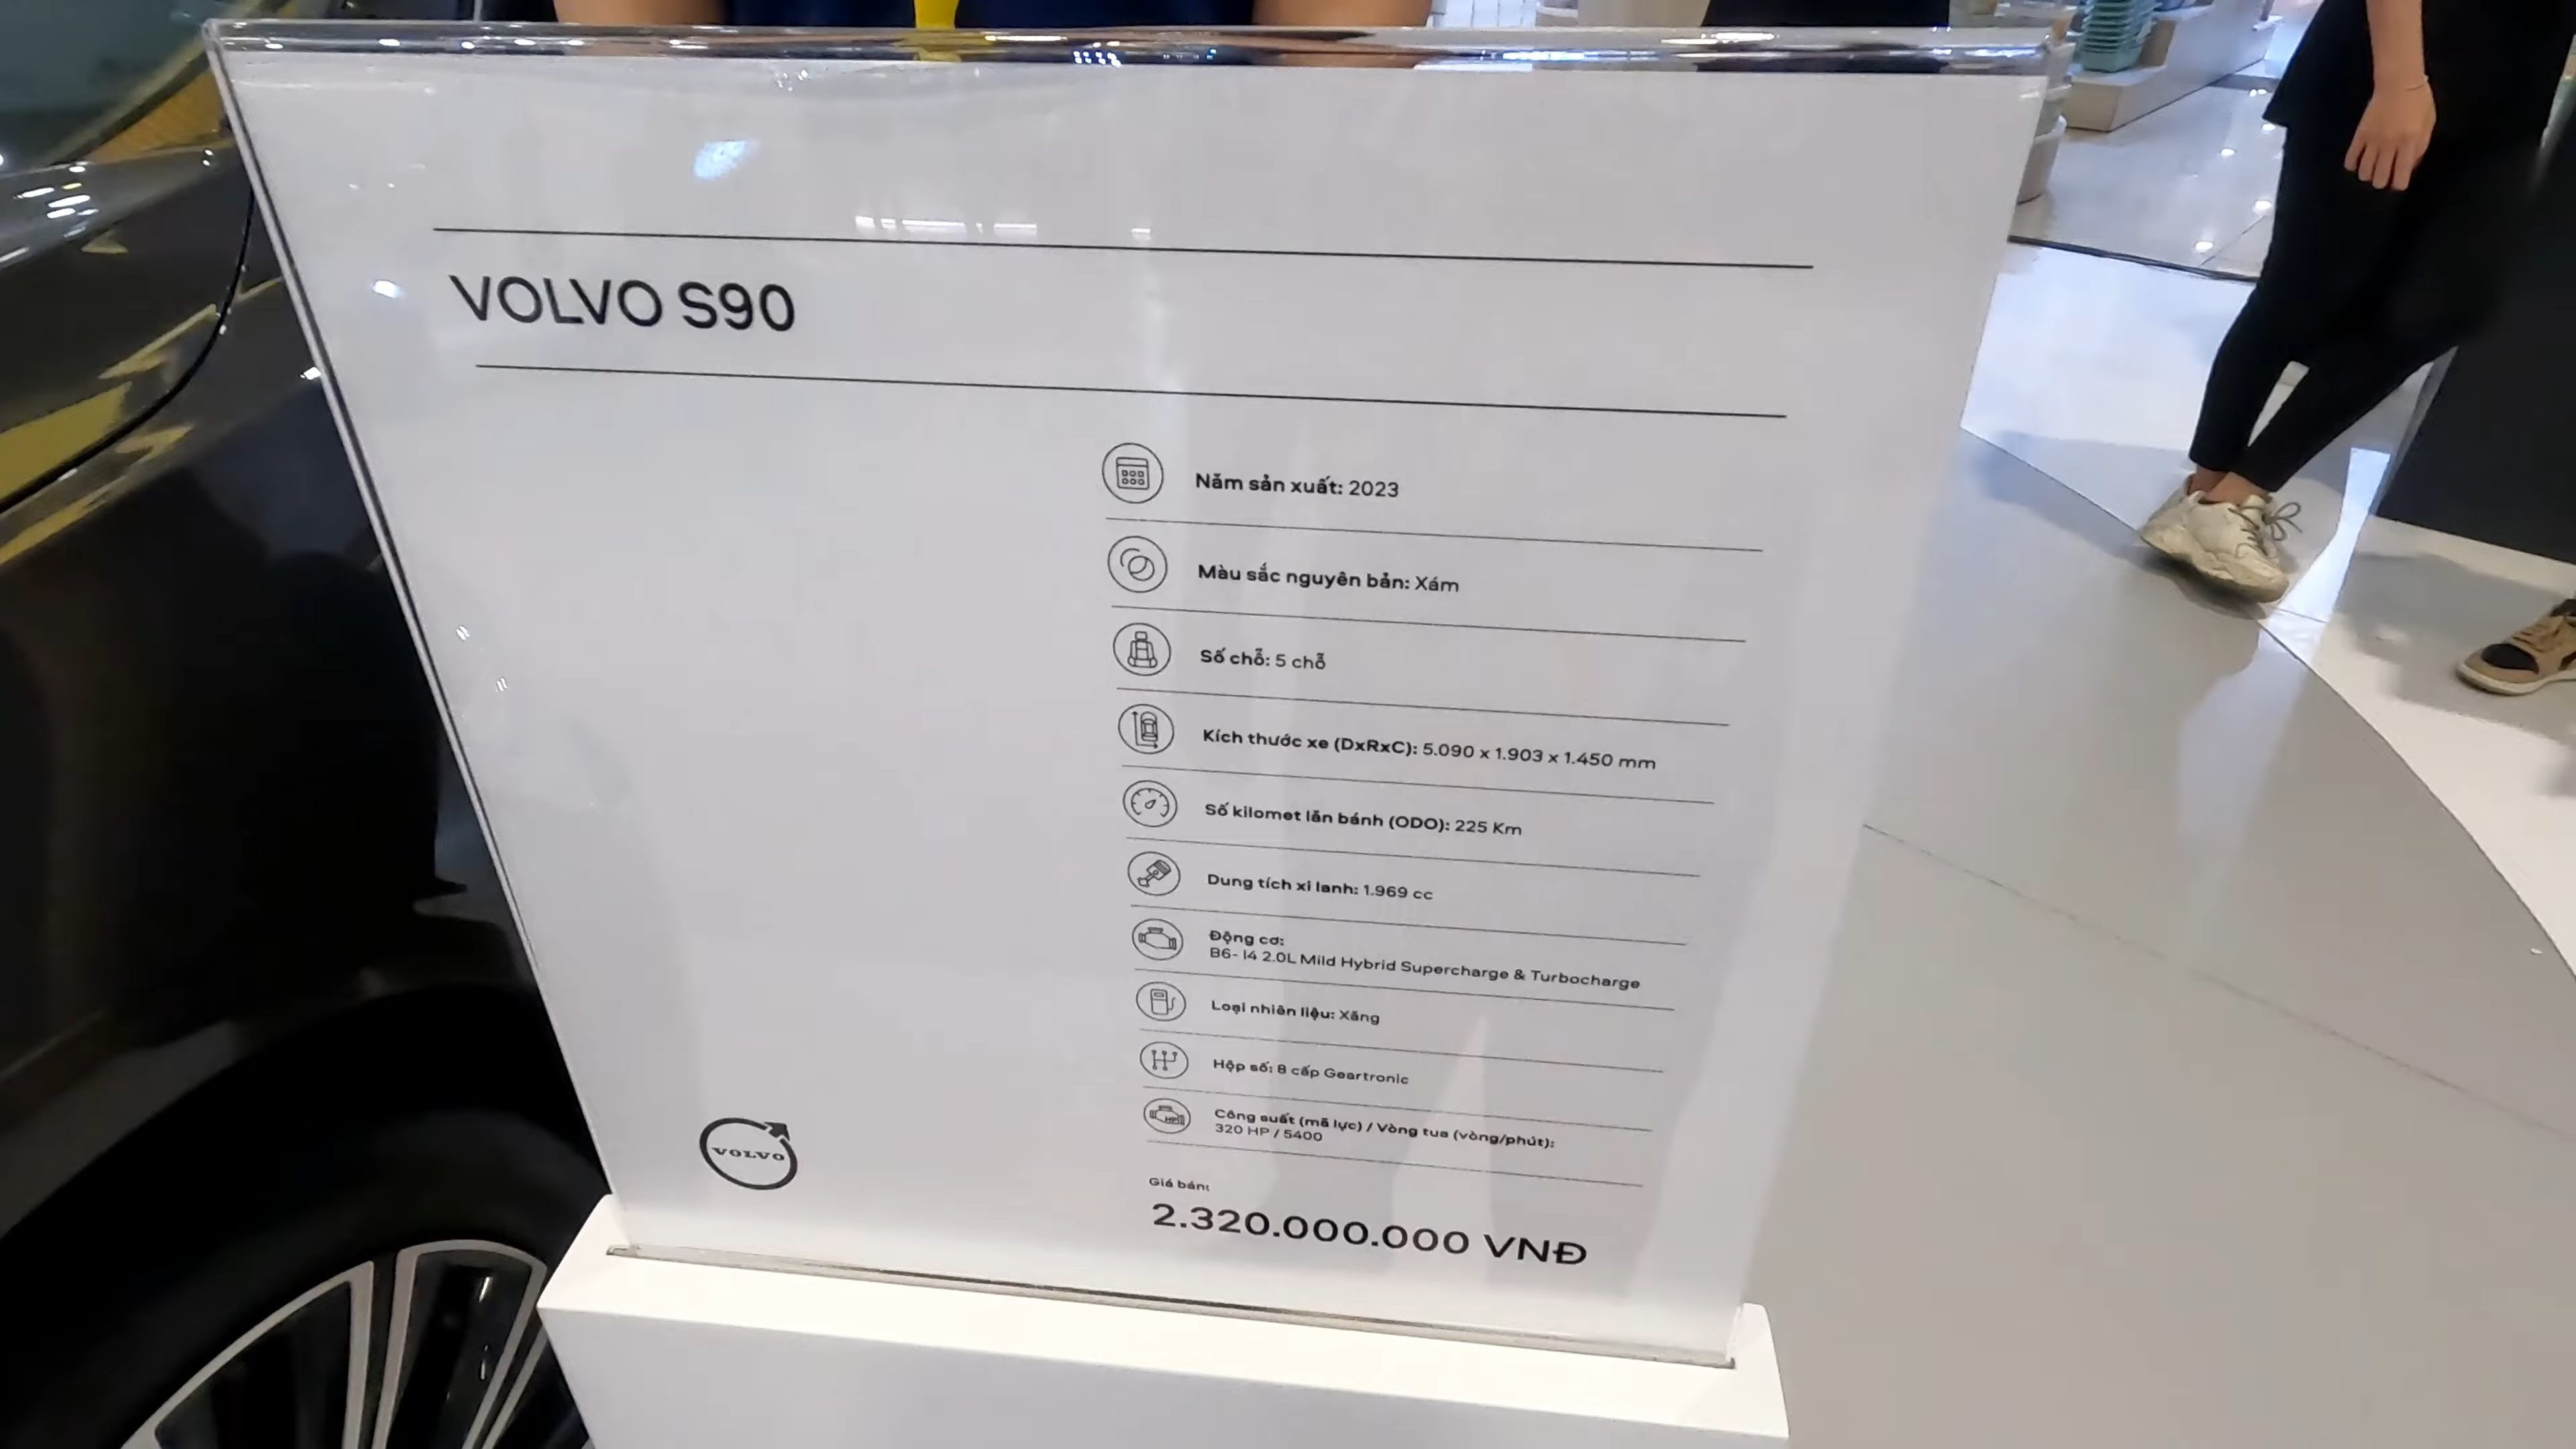 VOLVO S90
Năm sản xuất: 2023
Màu sắc nguyên bản: Xám
Số chỗ: 5 chỗ
Kích thước xe (DxRxC): 5.090 x 1.903 x 1.450 mm
Số kilomet lăn bánh (ODO): 225 Km
Dung tích xi lanh: 1.969 cc
Động cơ:
B6- I4 2.0L Mild Hybrid Supercharge & Turbocharge
Loại nhiên liệu: Xăng
Hộp số: 8 cấp Geartronic
HP
Công suất (mã lực) / Vòng tua (vòng/phút):
320 HP / 5400
VOLVO
Giá bán:
2.320.000.000 VNĐ